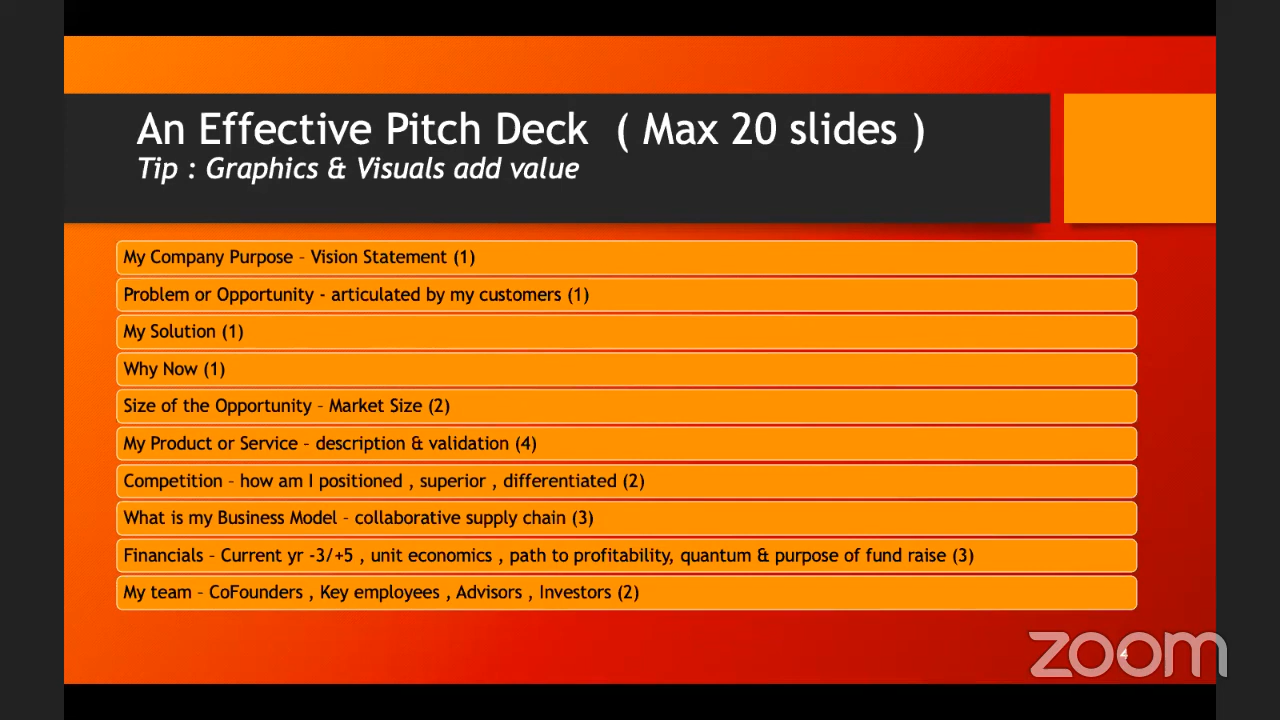 An Effective Pitch Deck ( Max 20 slides )
Tip : Graphics & Visuals add value
My Company Purpose – Vision Statement (1)
Problem or Opportunity - articulated by my customers (1)
My Solution (1)
Why Now (1)
Size of the Opportunity – Market Size (2)
My Product or Service – description & validation (4)
Competition – how am I positioned , superior , differentiated (2)
What is my Business Model – collaborative supply chain (3)
Financials – Current yr -3/+5 , unit economics , path to profitability, quantum & purpose of fund raise (3)
My team – CoFounders , Key employees , Advisors , Investors (2)
4
zoom